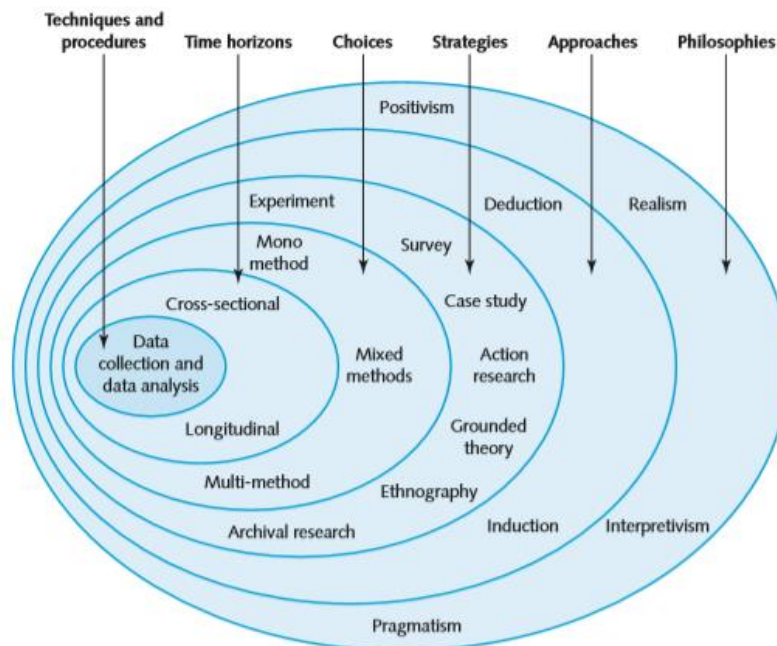 Techniques and
procedures
Time horizons
Choices
Strategies
Approaches
Philosophies
Positivism
Experiment
Deduction
Realism
Mono
method
Survey
Cross-sectional
Case study
Data
collection and
data analysis
Mixed
methods
Action
research
Longitudinal
Grounded
theory
Multi-method
Ethnography
Archival research
Induction
Interpretivism
Pragmatism